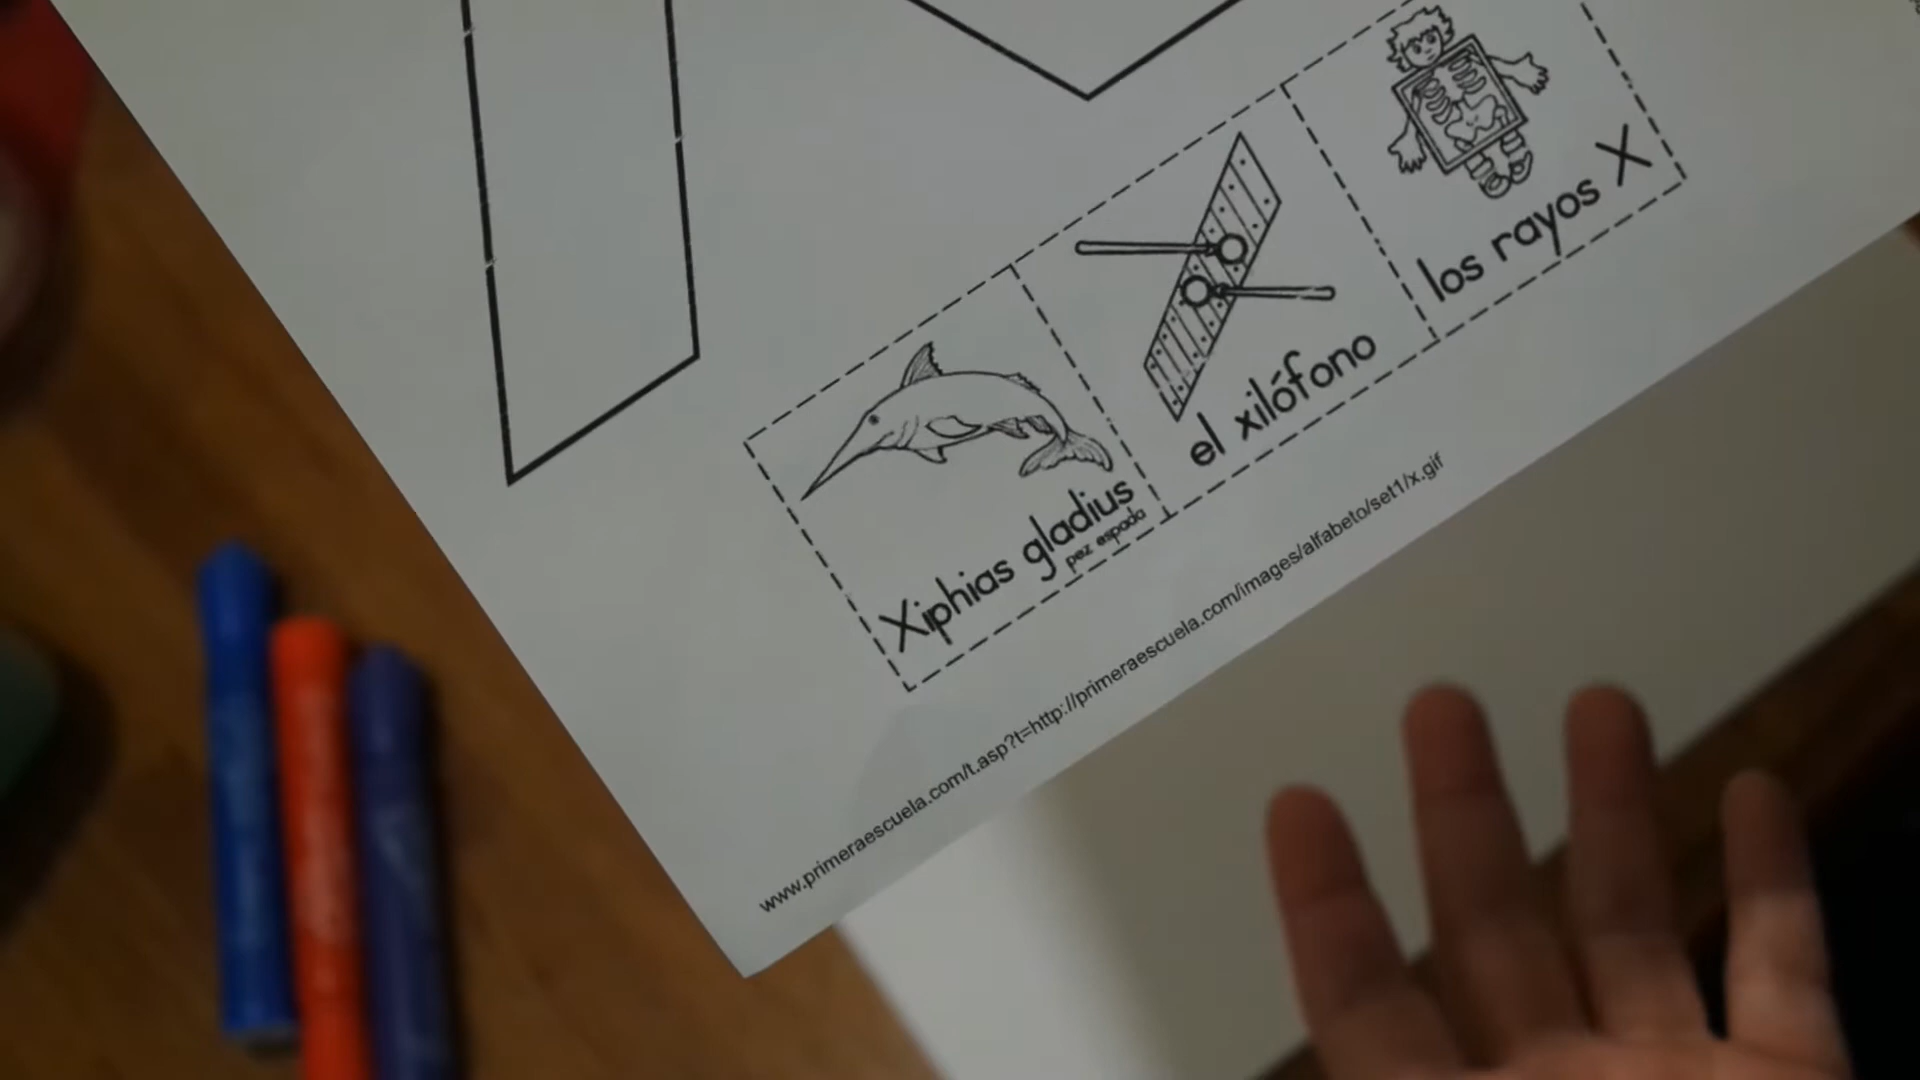 Xiphias gladius
pez espada
el xilófono
los rayos X
www.primeraescuela.com/t.asp?t=http://primeraescuela.com/images/alfabeto/set1/x.gif